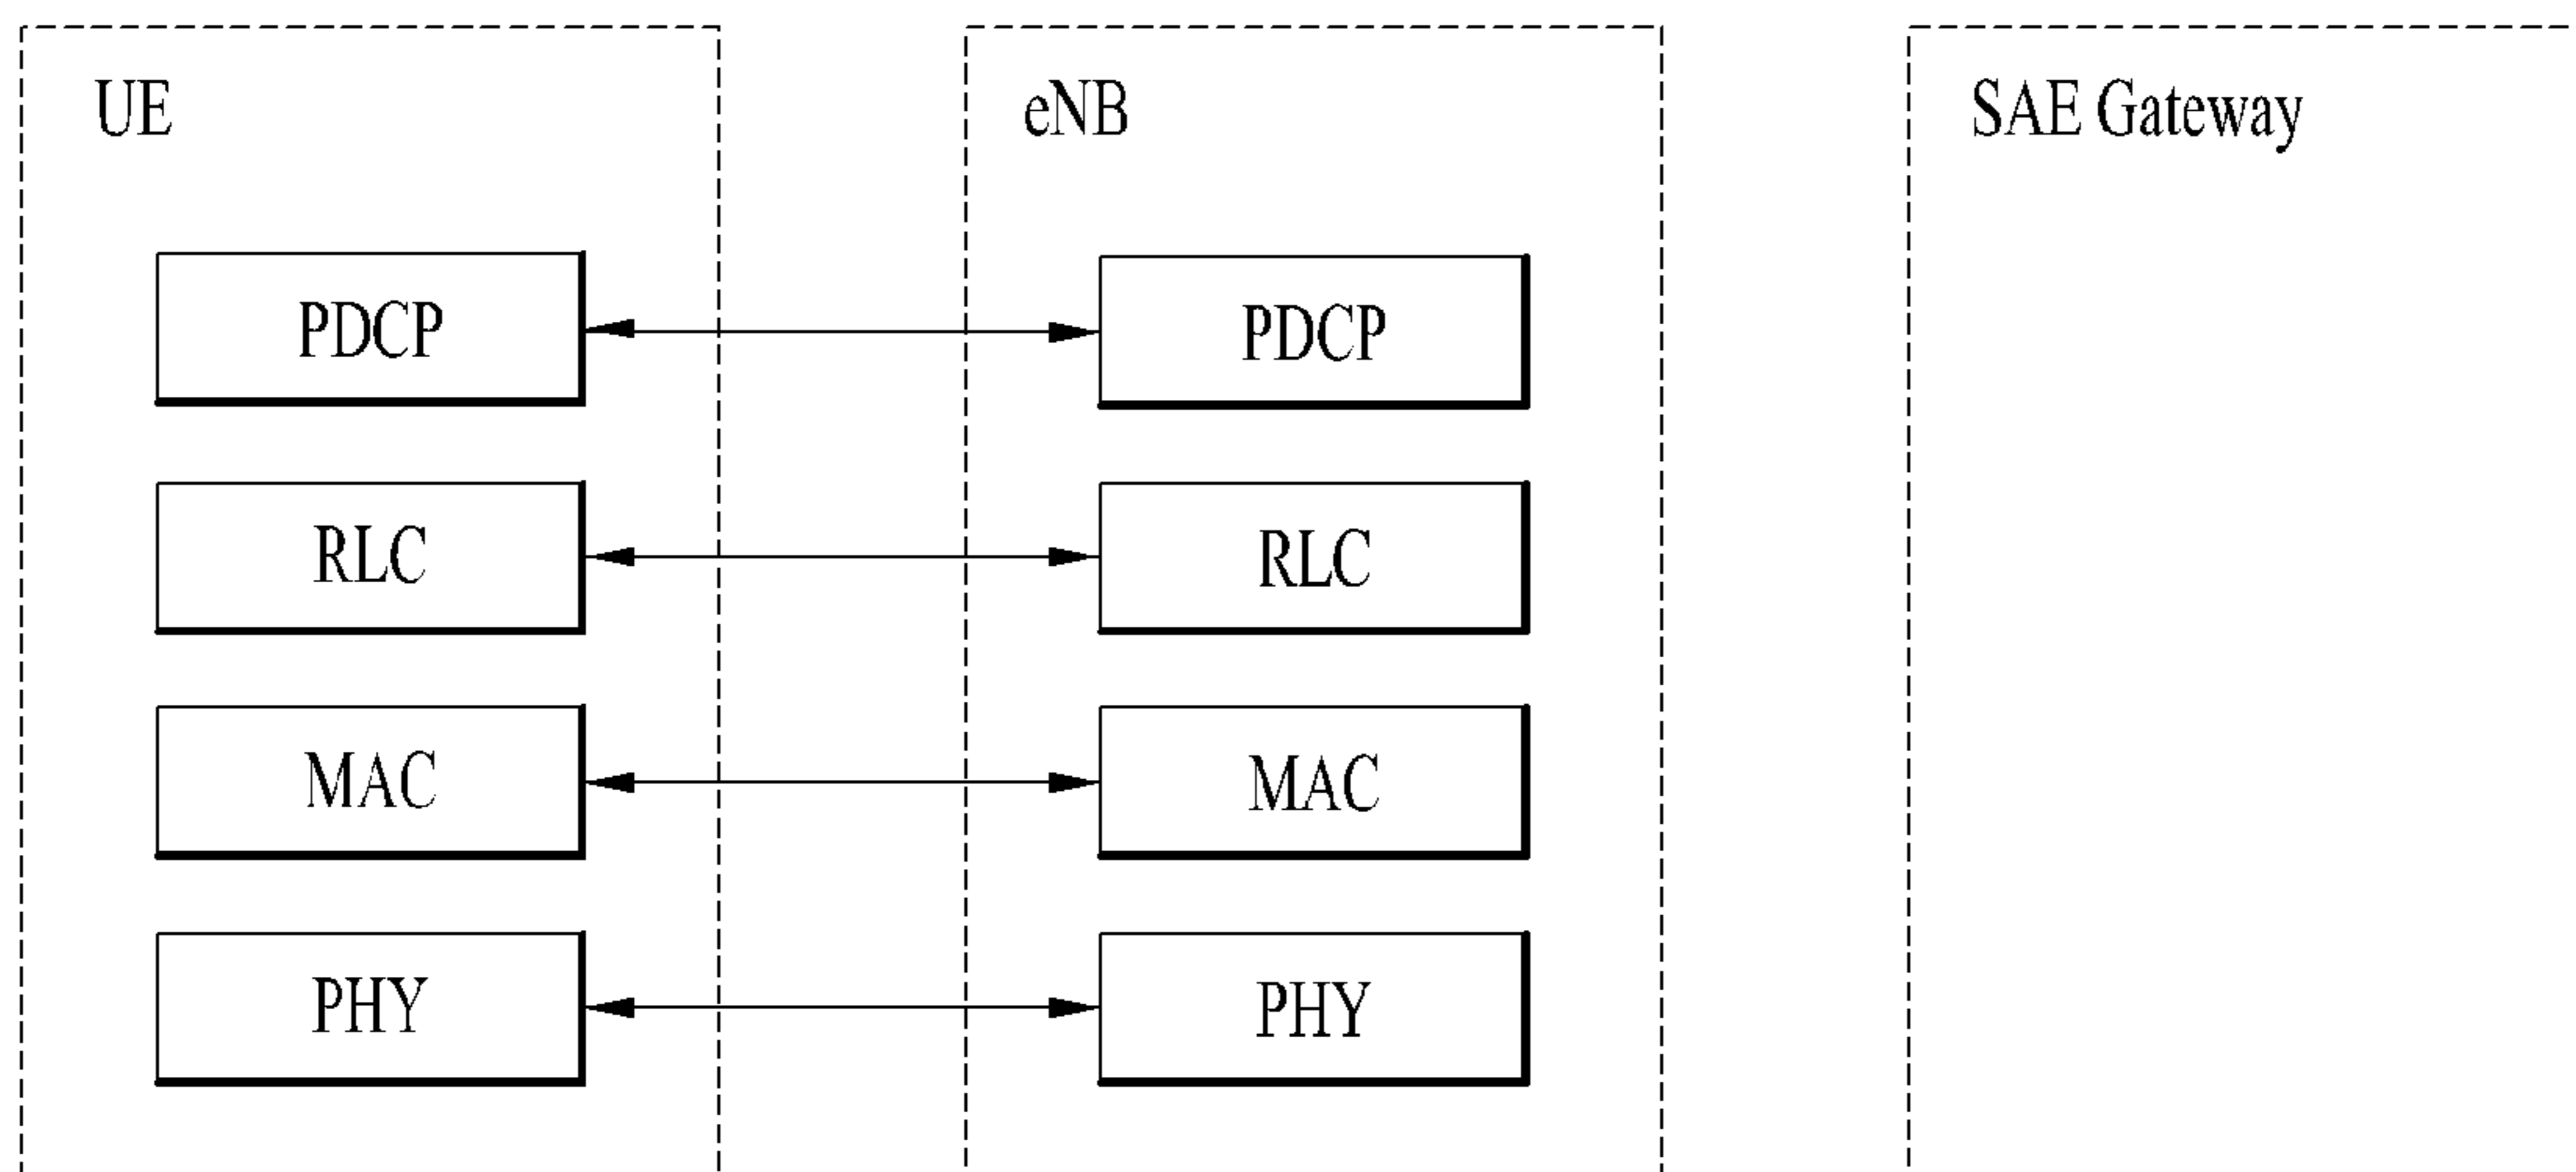 UE
eNB
SAE Gateway
PDCP
PDCP
RLC
RLC
MAC
MAC
PHY
PHY